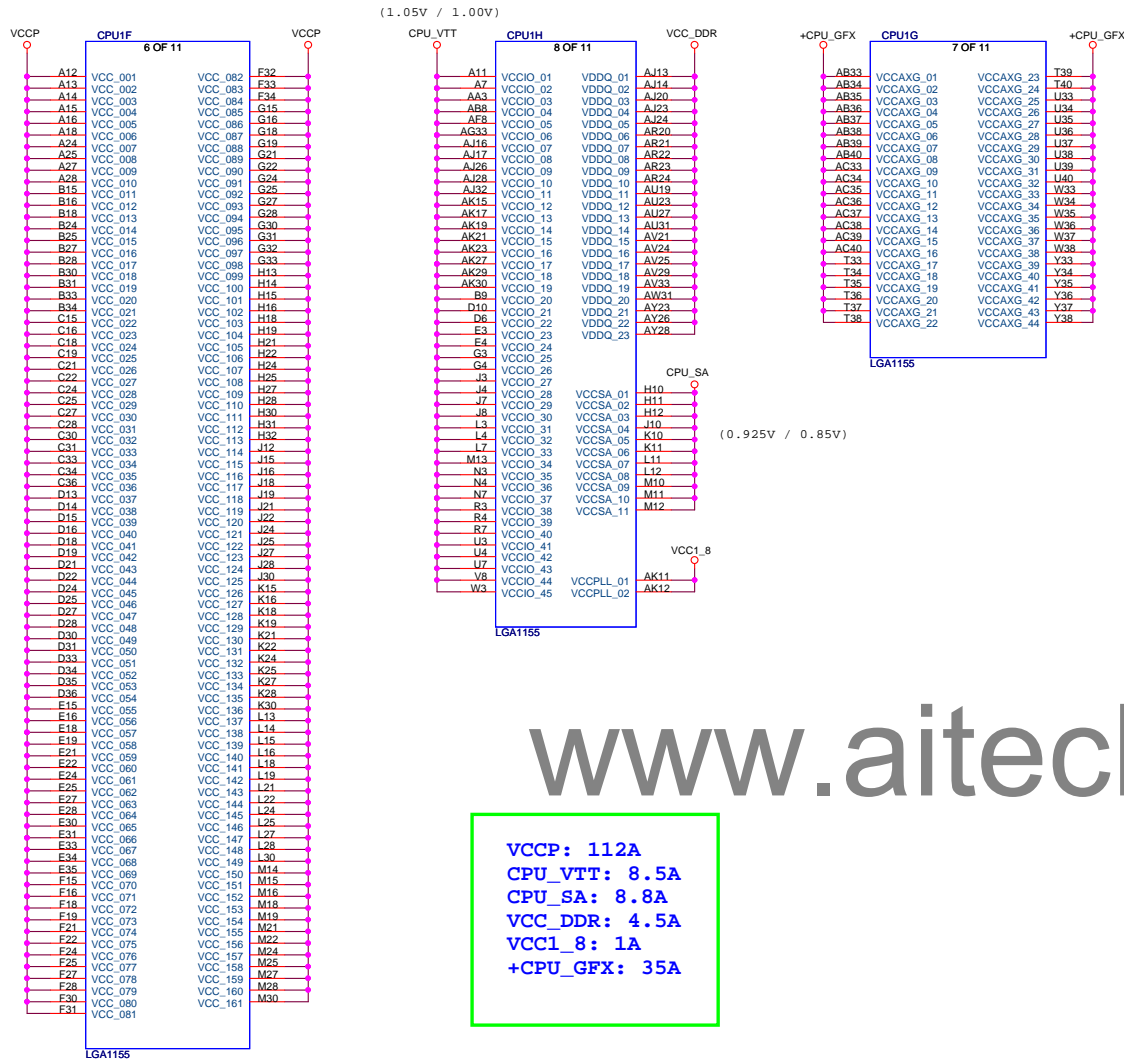 (1.05V / 1.00V)
VCCP CPU1F VCCP
6 OF 11
A12 VCC_001 VCC_082 F32
A13 VCC_002 VCC_083 F33
A14 VCC_003 VCC_084 F34
A15 VCC_004 VCC_085 G15
A16 VCC_005 VCC_086 G16
A18 VCC_006 VCC_087 G18
A24 VCC_007 VCC_088 G19
A25 VCC_008 VCC_089 G21
A27 VCC_009 VCC_090 G22
A28 VCC_010 VCC_091 G24
B15 VCC_011 VCC_092 G25
B16 VCC_012 VCC_093 G27
B18 VCC_013 VCC_094 G28
B24 VCC_014 VCC_095 G30
B25 VCC_015 VCC_096 G31
B27 VCC_016 VCC_097 G32
B28 VCC_017 VCC_098 G33
B30 VCC_018 VCC_099 H13
B31 VCC_019 VCC_100 H14
B33 VCC_020 VCC_101 H15
B34 VCC_021 VCC_102 H16
C15 VCC_022 VCC_103 H18
C16 VCC_023 VCC_104 H19
C18 VCC_024 VCC_105 H21
C19 VCC_025 VCC_106 H22
C21 VCC_026 VCC_107 H24
C22 VCC_027 VCC_108 H25
C24 VCC_028 VCC_109 H27
C25 VCC_029 VCC_110 H28
C27 VCC_030 VCC_111 H30
C28 VCC_031 VCC_112 H31
C30 VCC_032 VCC_113 H32
C31 VCC_033 VCC_114 J12
C33 VCC_034 VCC_115 J15
C34 VCC_035 VCC_116 J16
C36 VCC_036 VCC_117 J18
D13 VCC_037 VCC_118 J19
D14 VCC_038 VCC_119 J21
D15 VCC_039 VCC_120 J22
D16 VCC_040 VCC_121 J24
D18 VCC_041 VCC_122 J25
D19 VCC_042 VCC_123 J27
D21 VCC_043 VCC_124 J28
D22 VCC_044 VCC_125 J30
D24 VCC_045 VCC_126 K15
D25 VCC_046 VCC_127 K16
D27 VCC_047 VCC_128 K18
D28 VCC_048 VCC_129 K19
D30 VCC_049 VCC_130 K21
D31 VCC_050 VCC_131 K22
D33 VCC_051 VCC_132 K24
D34 VCC_052 VCC_133 K25
D35 VCC_053 VCC_134 K27
D36 VCC_054 VCC_135 K28
E15 VCC_055 VCC_136 K30
E16 VCC_056 VCC_137 L13
E18 VCC_057 VCC_138 L14
E19 VCC_058 VCC_139 L15
E21 VCC_059 VCC_140 L16
E22 VCC_060 VCC_141 L18
E24 VCC_061 VCC_142 L19
E25 VCC_062 VCC_143 L21
E27 VCC_063 VCC_144 L22
E28 VCC_064 VCC_145 L24
E30 VCC_065 VCC_146 L25
E31 VCC_066 VCC_147 L27
E33 VCC_067 VCC_148 L28
E34 VCC_068 VCC_149 L30
E35 VCC_069 VCC_150 M14
F15 VCC_070 VCC_151 M15
F16 VCC_071 VCC_152 M16
F18 VCC_072 VCC_153 M18
F19 VCC_073 VCC_154 M19
F21 VCC_074 VCC_155 M21
F22 VCC_075 VCC_156 M22
F24 VCC_076 VCC_157 M24
F25 VCC_077 VCC_158 M25
F27 VCC_078 VCC_159 M27
F28 VCC_079 VCC_160 M28
F30 VCC_080 VCC_161 M30
F31 VCC_081
LGA1155
CPU_VTT CPU1H VCC_DDR
8 OF 11
A11 VCCIO_01 VDDQ_01 AJ13
A7 VCCIO_02 VDDQ_02 AJ14
AA3 VCCIO_03 VDDQ_03 AJ20
AB8 VCCIO_04 VDDQ_04 AJ23
AF8 VCCIO_05 VDDQ_05 AJ24
AG33 VCCIO_06 VDDQ_06 AR20
AJ16 VCCIO_07 VDDQ_07 AR21
AJ17 VCCIO_08 VDDQ_08 AR22
AJ26 VCCIO_09 VDDQ_09 AR23
AJ28 VCCIO_10 VDDQ_10 AR24
AJ32 VCCIO_11 VDDQ_11 AU19
AK15 VCCIO_12 VDDQ_12 AU23
AK17 VCCIO_13 VDDQ_13 AU27
AK19 VCCIO_14 VDDQ_14 AU31
AK21 VCCIO_15 VDDQ_15 AV21
AK23 VCCIO_16 VDDQ_16 AV24
AK27 VCCIO_17 VDDQ_17 AV25
AK29 VCCIO_18 VDDQ_18 AV29
AK30 VCCIO_19 VDDQ_19 AV33
B9 VCCIO_20 VDDQ_20 AW31
D10 VCCIO_21 VDDQ_21 AY23
D6 VCCIO_22 VDDQ_22 AY26
E3 VCCIO_23 VDDQ_23 AY28
E4 VCCIO_24
G3 VCCIO_25
G4 VCCIO_26
J3 VCCIO_27 CPU_SA
J4 VCCIO_28 VCCSA_01 H10
J7 VCCIO_29 VCCSA_02 H11
J8 VCCIO_30 VCCSA_03 H12
L3 VCCIO_31 VCCSA_04 J10
L4 VCCIO_32 VCCSA_05 K10 (0.925V / 0.85V)
L7 VCCIO_33 VCCSA_06 K11
M13 VCCIO_34 VCCSA_07 L11
N3 VCCIO_35 VCCSA_08 L12
N4 VCCIO_36 VCCSA_09 M10
N7 VCCIO_37 VCCSA_10 M11
R3 VCCIO_38 VCCSA_11 M12
R4 VCCIO_39
R7 VCCIO_40
U3 VCCIO_41
U4 VCCIO_42 VCC1_8
U7 VCCIO_43
V8 VCCIO_44 VCCPLL_01 AK11
W3 VCCIO_45 VCCPLL_02 AK12
LGA1155
+CPU_GFX CPU1G +CPU_GFX
7 OF 11
AB33 VCCAXG_01 VCCAXG_23 T39
AB34 VCCAXG_02 VCCAXG_24 T40
AB35 VCCAXG_03 VCCAXG_25 U33
AB36 VCCAXG_04 VCCAXG_26 U34
AB37 VCCAXG_05 VCCAXG_27 U35
AB38 VCCAXG_06 VCCAXG_28 U36
AB39 VCCAXG_07 VCCAXG_29 U37
AB40 VCCAXG_08 VCCAXG_30 U38
AC33 VCCAXG_09 VCCAXG_31 U39
AC34 VCCAXG_10 VCCAXG_32 U40
AC35 VCCAXG_11 VCCAXG_33 W33
AC36 VCCAXG_12 VCCAXG_34 W34
AC37 VCCAXG_13 VCCAXG_35 W35
AC38 VCCAXG_14 VCCAXG_36 W36
AC39 VCCAXG_15 VCCAXG_37 W37
AC40 VCCAXG_16 VCCAXG_38 W38
T33 VCCAXG_17 VCCAXG_39 Y33
T34 VCCAXG_18 VCCAXG_40 Y34
T35 VCCAXG_19 VCCAXG_41 Y35
T36 VCCAXG_20 VCCAXG_42 Y36
T37 VCCAXG_21 VCCAXG_43 Y37
T38 VCCAXG_22 VCCAXG_44 Y38
LGA1155
www.aitec
VCCP: 112A
CPU_VTT: 8.5A
CPU_SA: 8.8A
VCC_DDR: 4.5A
VCC1_8: 1A
+CPU_GFX: 35A